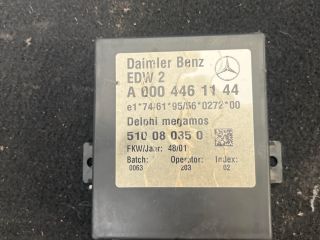 Daimler Benz
EDW 2
A 000 446 11 44
e1*74/61*95/56*0272*00
Delphi megamos
510 08 035 0
FKW/Jahr: 48/01
Batch: Operator: Index:
0063 203 02